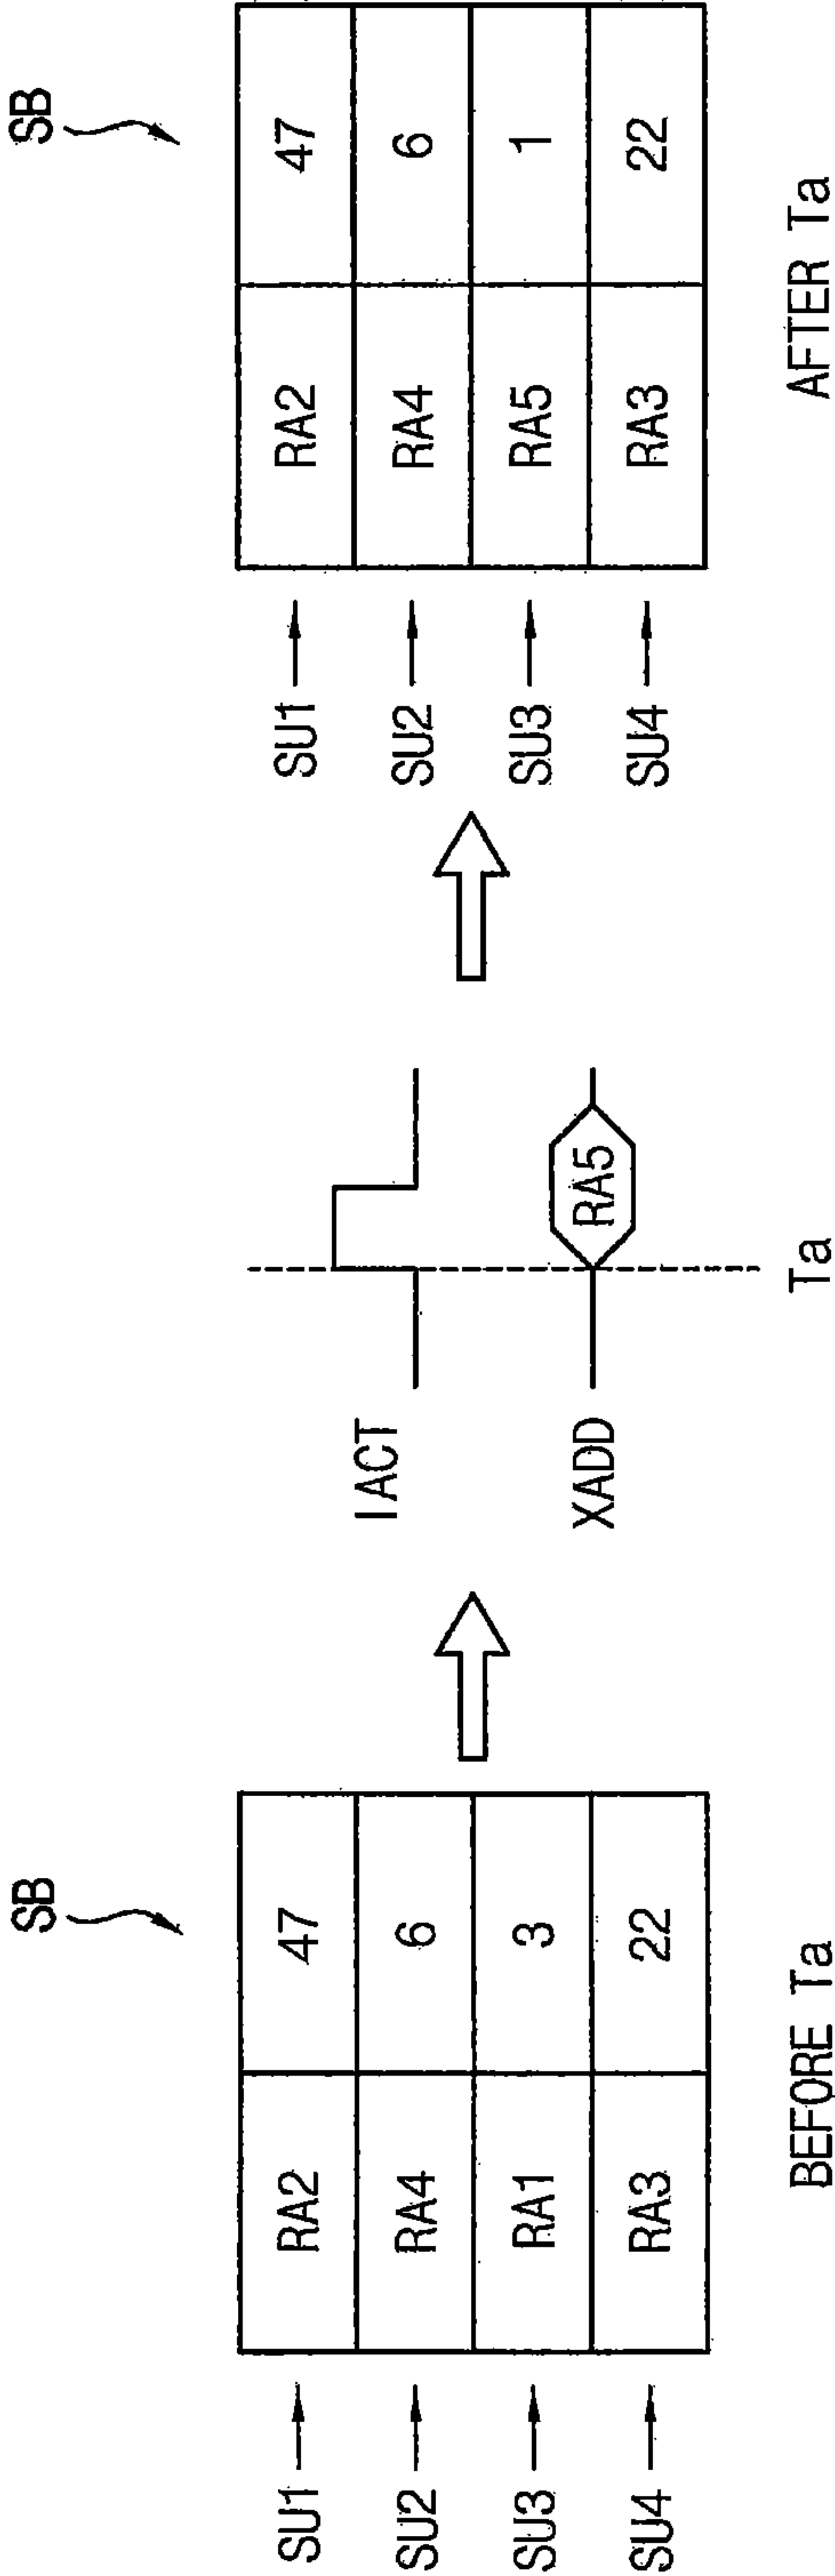 SB
SU1 RA2 47
SU2 RA4 6
SU3 RA1 3
SU4 RA3 22
BEFORE Ta
IACT
XADD RA5
Ta
SB
SU1 RA2 47
SU2 RA4 6
SU3 RA5 1
SU4 RA3 22
AFTER Ta